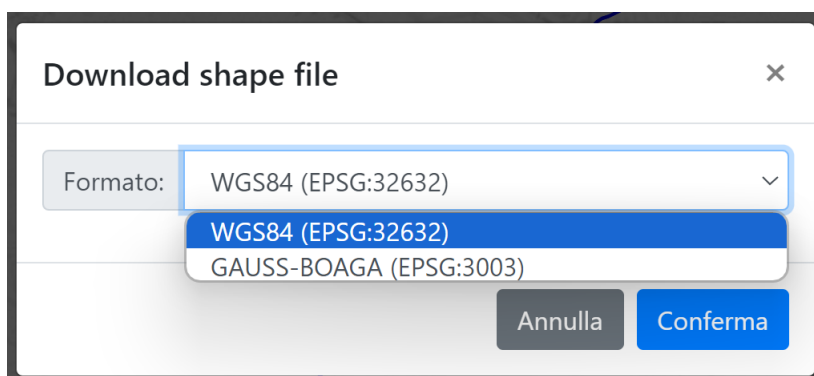 Download shape file ×
Formato: WGS84 (EPSG:32632)
WGS84 (EPSG:32632)
GAUSS-BOAGA (EPSG:3003)
Annulla Conferma